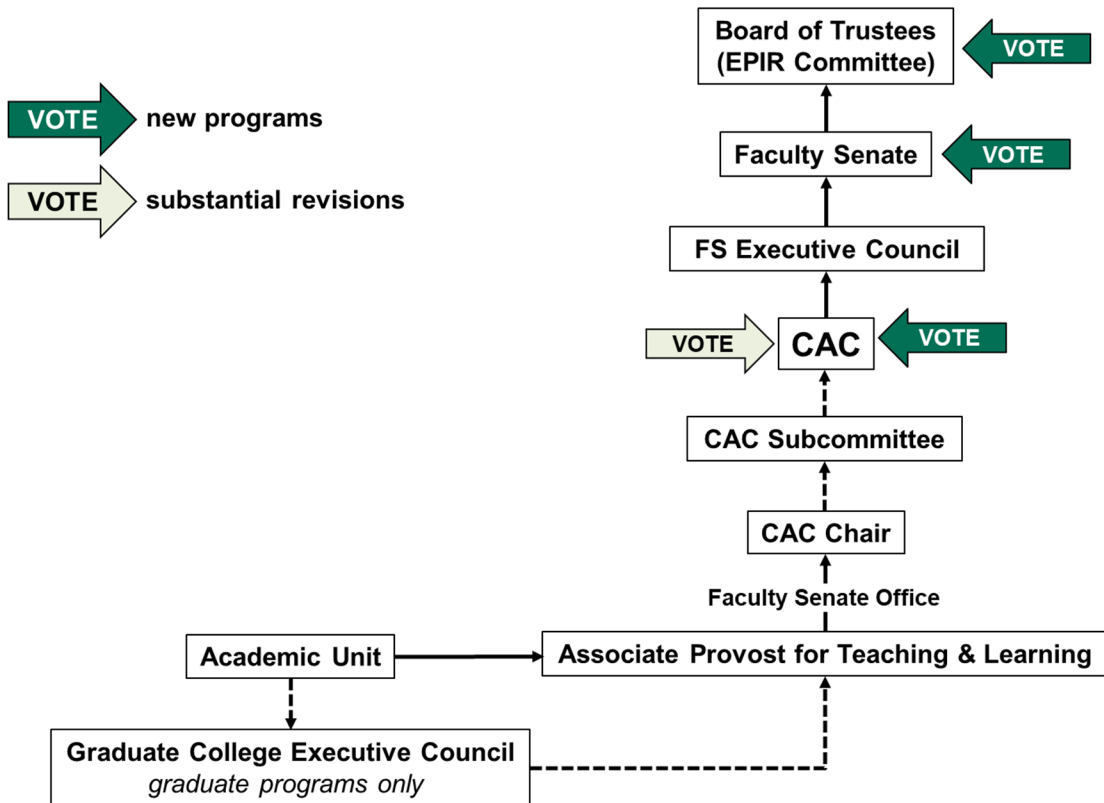 Board of Trustees
(EPIR Committee)
VOTE
VOTE
new programs
Faculty Senate
VOTE
VOTE
substantial revisions
FS Executive Council
VOTE
CAC
VOTE
CAC Subcommittee
CAC Chair
Faculty Senate Office
Academic Unit
Associate Provost for Teaching & Learning
Graduate College Executive Council
graduate programs only